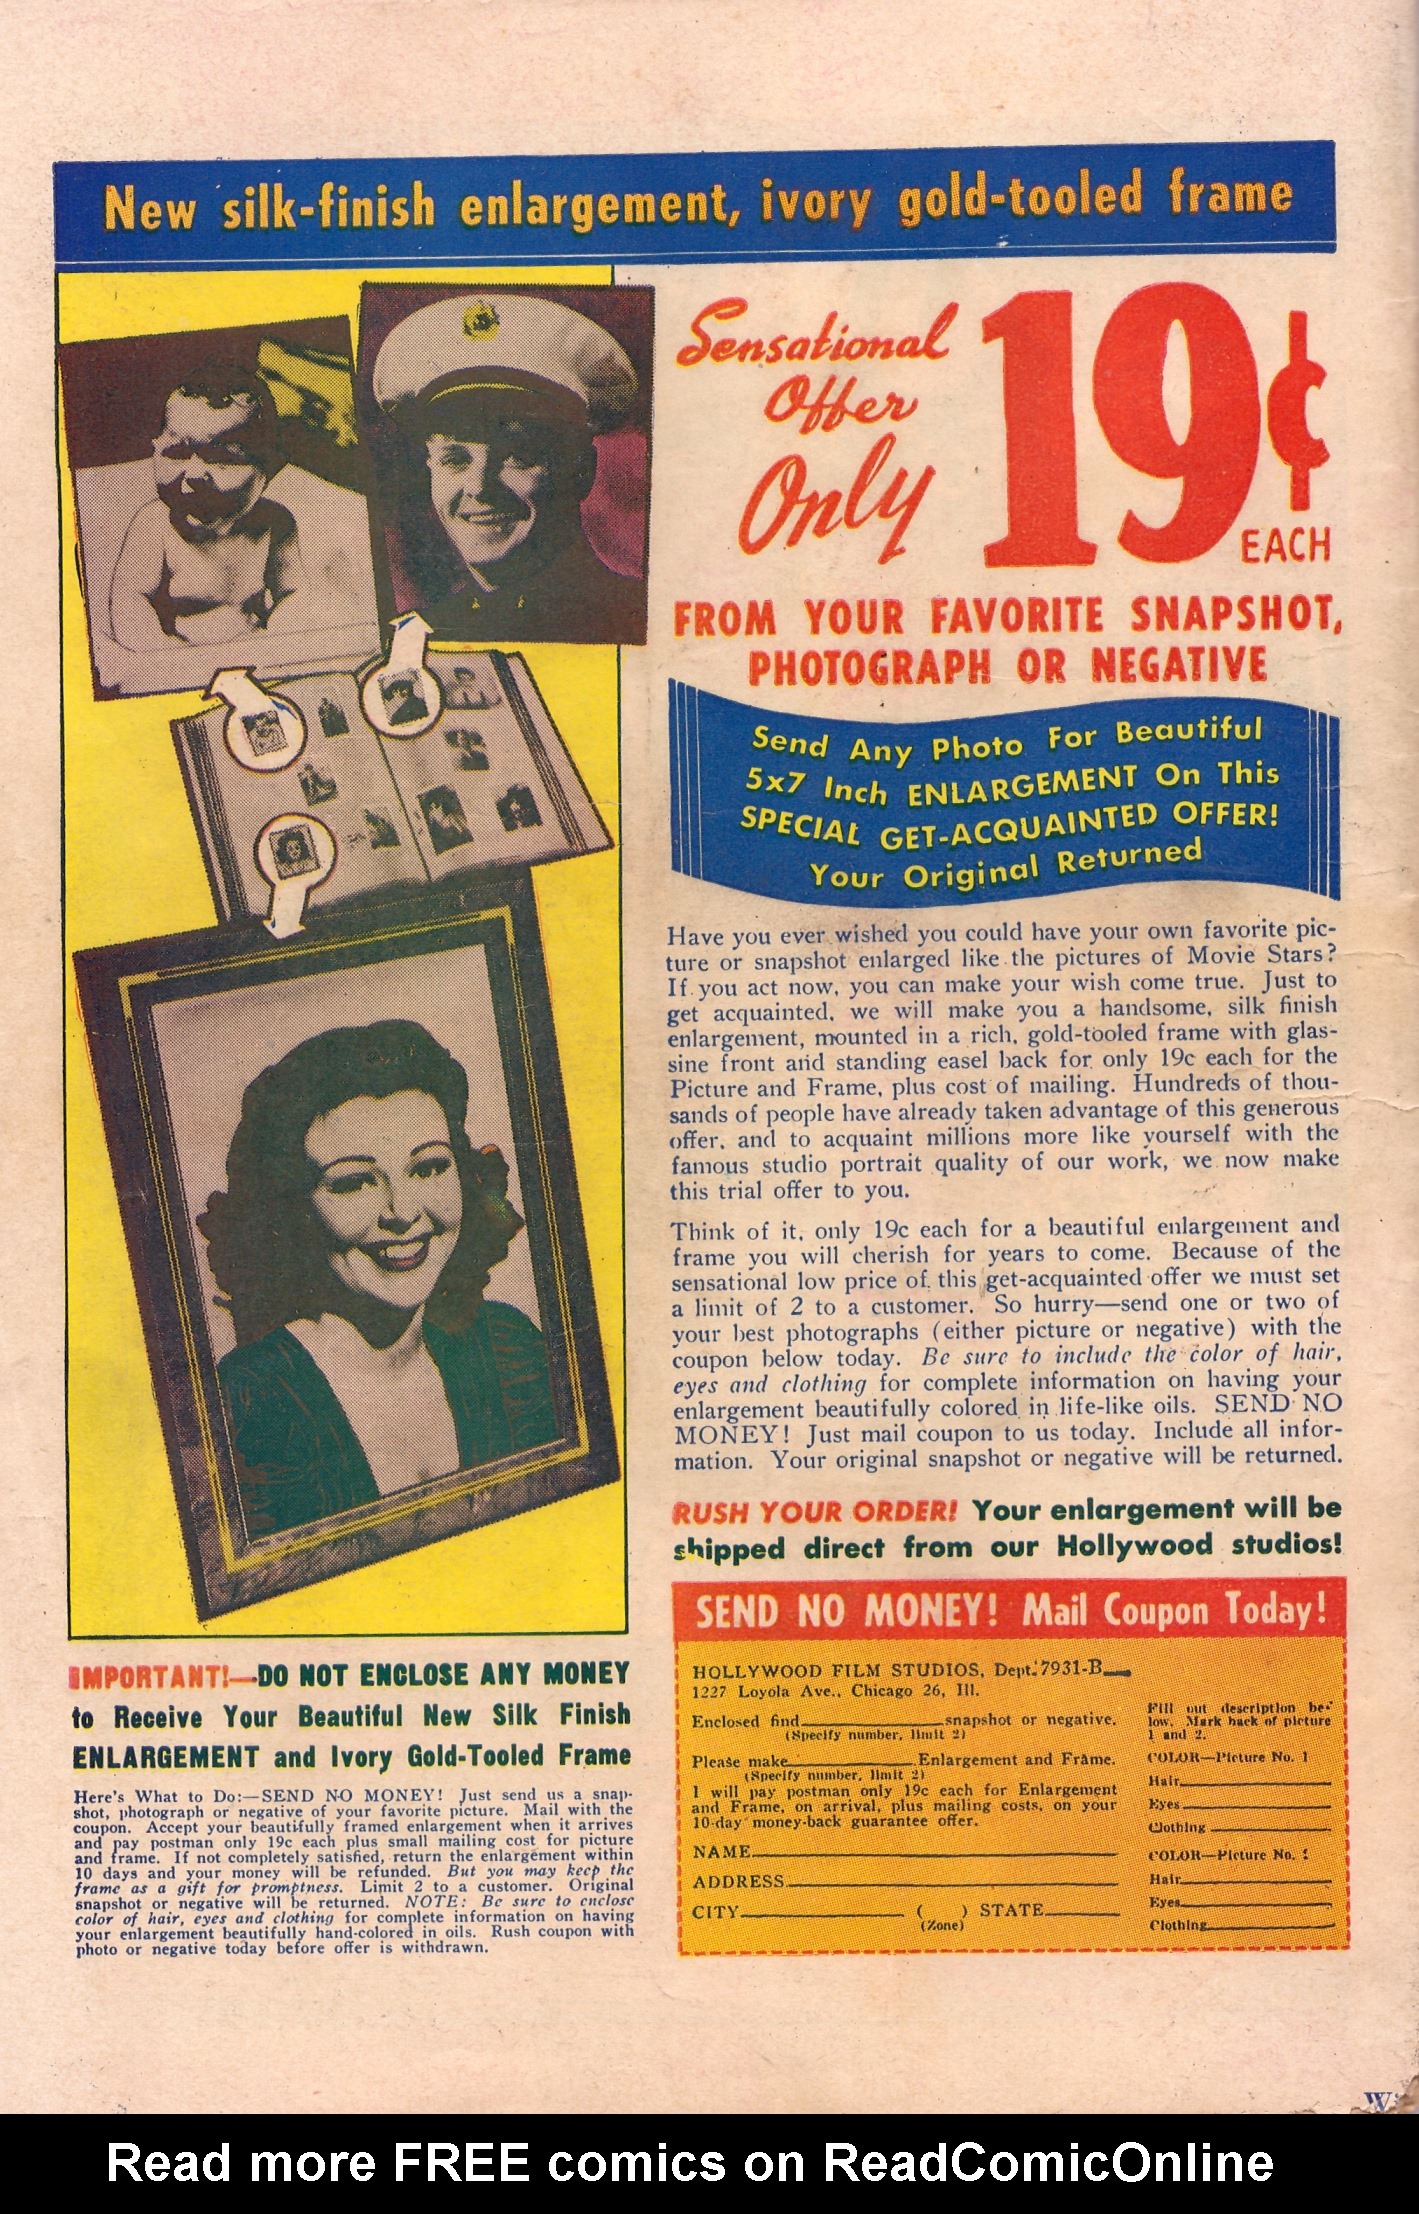 New silk-finish enlargement, ivory gold-tooled frame
Sensational
Offer
Only
19¢
EACH
FROM YOUR FAVORITE SNAPSHOT,
PHOTOGRAPH OR NEGATIVE
Send Any Photo For Beautiful
5x7 Inch ENLARGEMENT On This
SPECIAL GET-ACQUAINTED OFFER!
Your Original Returned
Have you ever wished you could have your own favorite pic-
ture or snapshot enlarged like the pictures of Movie Stars?
If you act now, you can make your wish come true. Just to
get acquainted, we will make you a handsome, silk finish
enlargement, mounted in a rich, gold-tooled frame with glas-
sine front and standing easel back for only 19c each for the
Picture and Frame, plus cost of mailing. Hundreds of thou-
sands of people have already taken advantage of this generous
offer, and to acquaint millions more like yourself with the
famous studio portrait quality of our work, we now make
this trial offer to you.
Think of it, only 19c each for a beautiful enlargement and
frame you will cherish for years to come. Because of the
sensational low price of this get-acquainted offer we must set
a limit of 2 to a customer. So hurry—send one or two of
your best photographs (either picture or negative) with the
coupon below today. Be sure to include the color of hair,
eyes and clothing for complete information on having your
enlargement beautifully colored in life-like oils. SEND NO
MONEY! Just mail coupon to us today. Include all infor-
mation. Your original snapshot or negative will be returned.
RUSH YOUR ORDER! Your enlargement will be
shipped direct from our Hollywood studios!
IMPORTANT!—DO NOT ENCLOSE ANY MONEY
to Receive Your Beautiful New Silk Finish
ENLARGEMENT and Ivory Gold-Tooled Frame
Here's What to Do:—SEND NO MONEY! Just send us a snap-
shot, photograph or negative of your favorite picture. Mail with the
coupon. Accept your beautifully framed enlargement when it arrives
and pay postman only 19c each plus small mailing cost for picture
and frame. If not completely satisfied, return the enlargement within
10 days and your money will be refunded. But you may keep the
frame as a gift for promptness. Limit 2 to a customer. Original
snapshot or negative will be returned. NOTE: Be sure to enclose
color of hair, eyes and clothing for complete information on having
your enlargement beautifully hand-colored in oils. Rush coupon with
photo or negative today before offer is withdrawn.
SEND NO MONEY! Mail Coupon Today!
HOLLYWOOD FILM STUDIOS, Dept. 7931-B
1227 Loyola Ave., Chicago 26, Ill.
Enclosed find snapshot or negative.
(Specify number, limit 2)
Please make Enlargement and Frame.
(Specify number, limit 2)
I will pay postman only 19c each for Enlargement
and Frame, on arrival, plus mailing costs, on your
10-day money-back guarantee offer.
NAME
ADDRESS
CITY ( ) STATE
(Zone)
Fill out description be-
low. Mark back of picture
1 and 2.
COLOR—Picture No. 1
Hair
Eyes
Clothing
COLOR—Picture No.
Hair
Eyes
Clothing
Read more FREE comics on ReadComicOnline